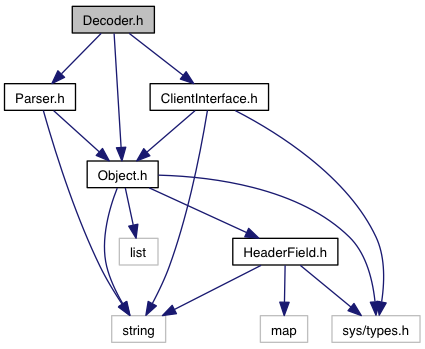 Decoder.h
Parser.h
ClientInterface.h
Object.h
list
HeaderField.h
string
map
sys/types.h